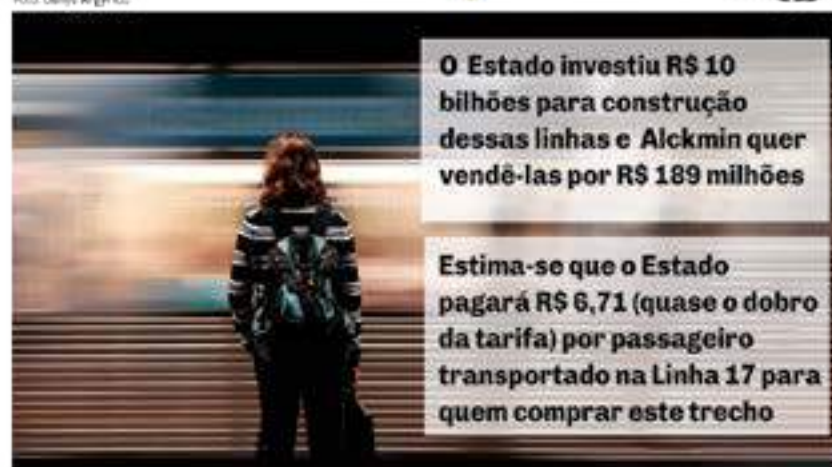 O Estado investiu R$ 10
bilhões para construção
dessas linhas e Alckmin quer
vendê-las por R$ 189 milhões
Estima-se que o Estado
pagará R$ 6,71 (quase o dobro
da tarifa) por passageiro
transportado na Linha 17 para
quem comprar este trecho